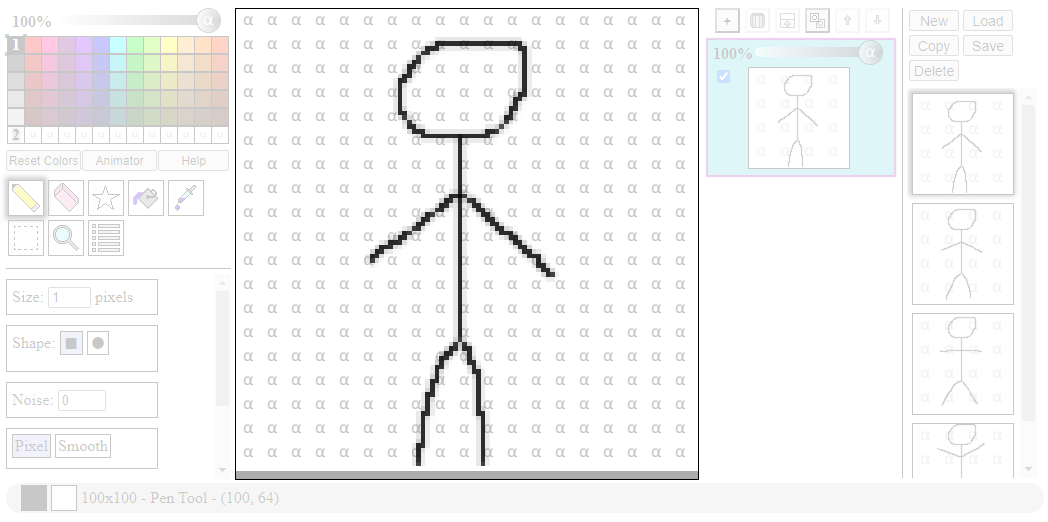 100% α
1
2 α α α α α α α α α α α α
Reset Colors Animator Help
Size: 1 pixels
Shape:
Noise: 0
Pixel Smooth
100% α
New Load
Copy Save
Delete
100x100 - Pen Tool - (100, 64)